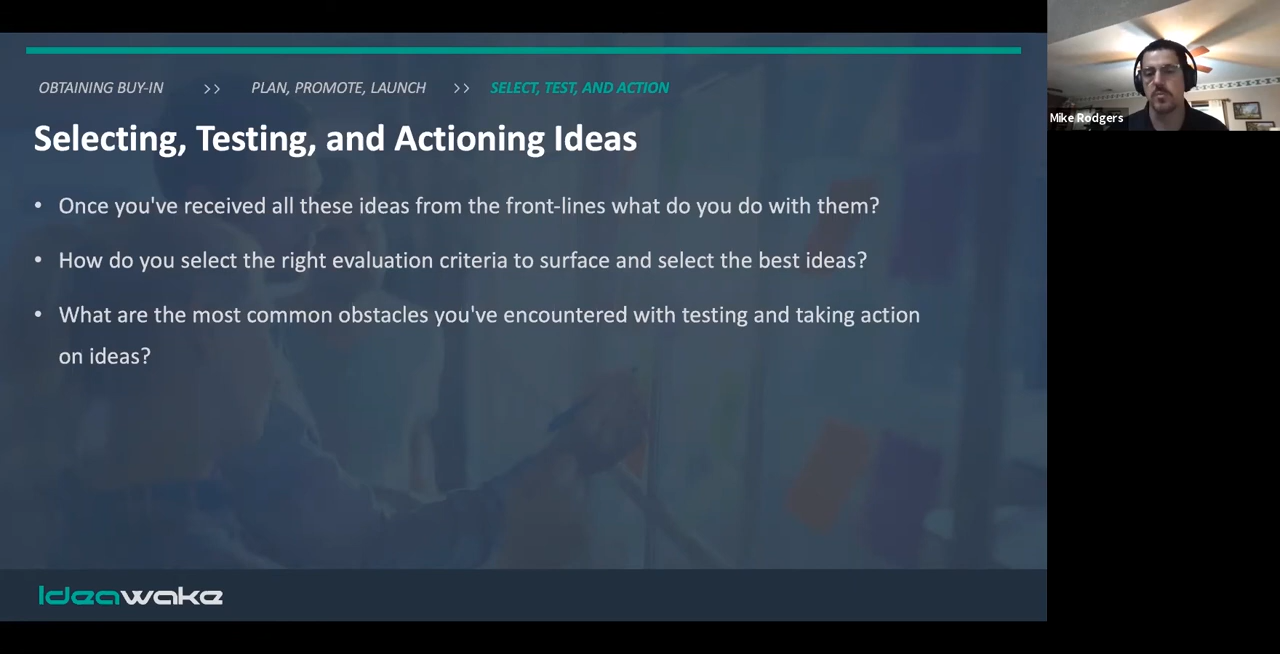 OBTAINING BUY-IN >> PLAN, PROMOTE, LAUNCH >> SELECT, TEST, AND ACTION
Selecting, Testing, and Actioning Ideas
• Once you've received all these ideas from the front-lines what do you do with them?
• How do you select the right evaluation criteria to surface and select the best ideas?
• What are the most common obstacles you've encountered with testing and taking action
on ideas?
Ideawake
Mike Rodgers